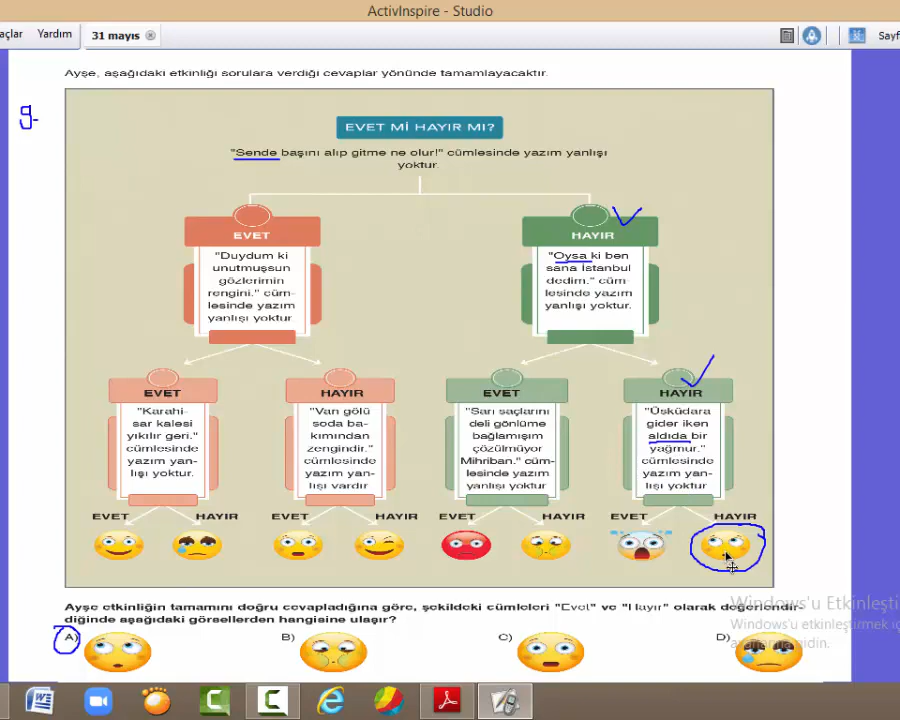 ActivInspire - Studio
açlar Yardım 31 mayıs Sayf
Ayşe, aşağıdaki etkinliği sorulara verdiği cevaplar yönünde tamamlayacaktır.
9-
EVET Mİ HAYIR MI?
"Sende başını alıp gitme ne olur!" cümlesinde yazım yanlışı
yoktur.
EVET
"Duydum ki
unutmuşsun
gözlerimin
rengini." cüm-
lesinde yazım
yanlışı yoktur
HAYIR
"Oysa ki ben
sana İstanbul
dedim." cüm-
lesinde yazım
yanlışı yoktur.
EVET
"Karahi-
sar kalesi
yıkılır geri."
cümlesinde
yazım yan-
lışı yoktur.
HAYIR
"Van gölü
soda ba-
kımından
zengindir."
cümlesinde
yazım yan-
lışı vardır
EVET
"Sarı saçlarını
deli gönlüme
bağlamışım
çözülmüyor
Mihriban." cüm-
lesinde yazım
yanlışı yoktur
HAYIR
"Üsküdara
gider iken
aldıda bir
yağmur."
cümlesinde
yazım yan-
lışı yoktur
EVET HAYIR EVET HAYIR EVET HAYIR EVET HAYIR
Ayşe etkinliğin tamamını doğru cevapladığına göre, şekildeki cümleleri "Evet" ve "Hayır" olarak değerlendir-
diğinde aşağıdaki görsellerden hangisine ulaşır?
A) B) C) D)
Windows'u Etkinleşti
Windows'u etkinleştirmek iç
gidin.